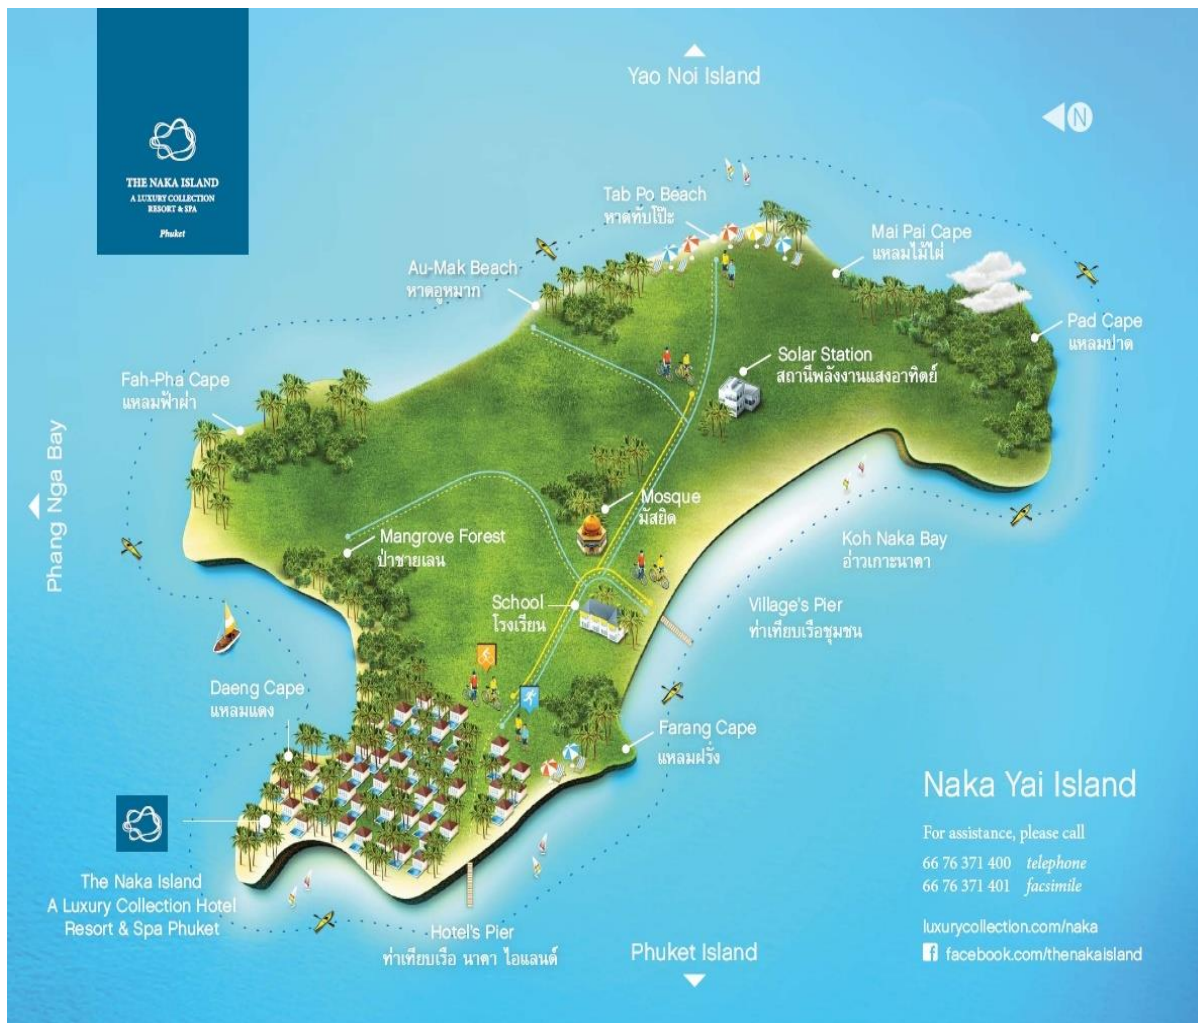 THE NAKA ISLAND
A LUXURY COLLECTION
RESORT & SPA
Phuket
Yao Noi Island
N
Tab Po Beach
หาดทับโป๊ะ
Mai Pai Cape
แหลมไม้ไผ่
Au-Mak Beach
หาดอูหมาก
Pad Cape
แหลมปาด
Solar Station
สถานีพลังงานแสงอาทิตย์
Fah-Pha Cape
แหลมฟ้าผ่า
Phang Nga Bay
Mosque
มัสยิด
Mangrove Forest
ป่าชายเลน
Koh Naka Bay
อ่าวเกาะนาคา
School
โรงเรียน
Village's Pier
ท่าเทียบเรือชุมชน
Daeng Cape
แหลมแดง
Farang Cape
แหลมฝรั่ง
The Naka Island
A Luxury Collection Hotel
Resort & Spa Phuket
Hotel's Pier
ท่าเทียบเรือ นาคา ไอแลนด์
Phuket Island
Naka Yai Island
For assistance, please call
66 76 371 400 telephone
66 76 371 401 facsimile
luxurycollection.com/naka
facebook.com/thenakaisland